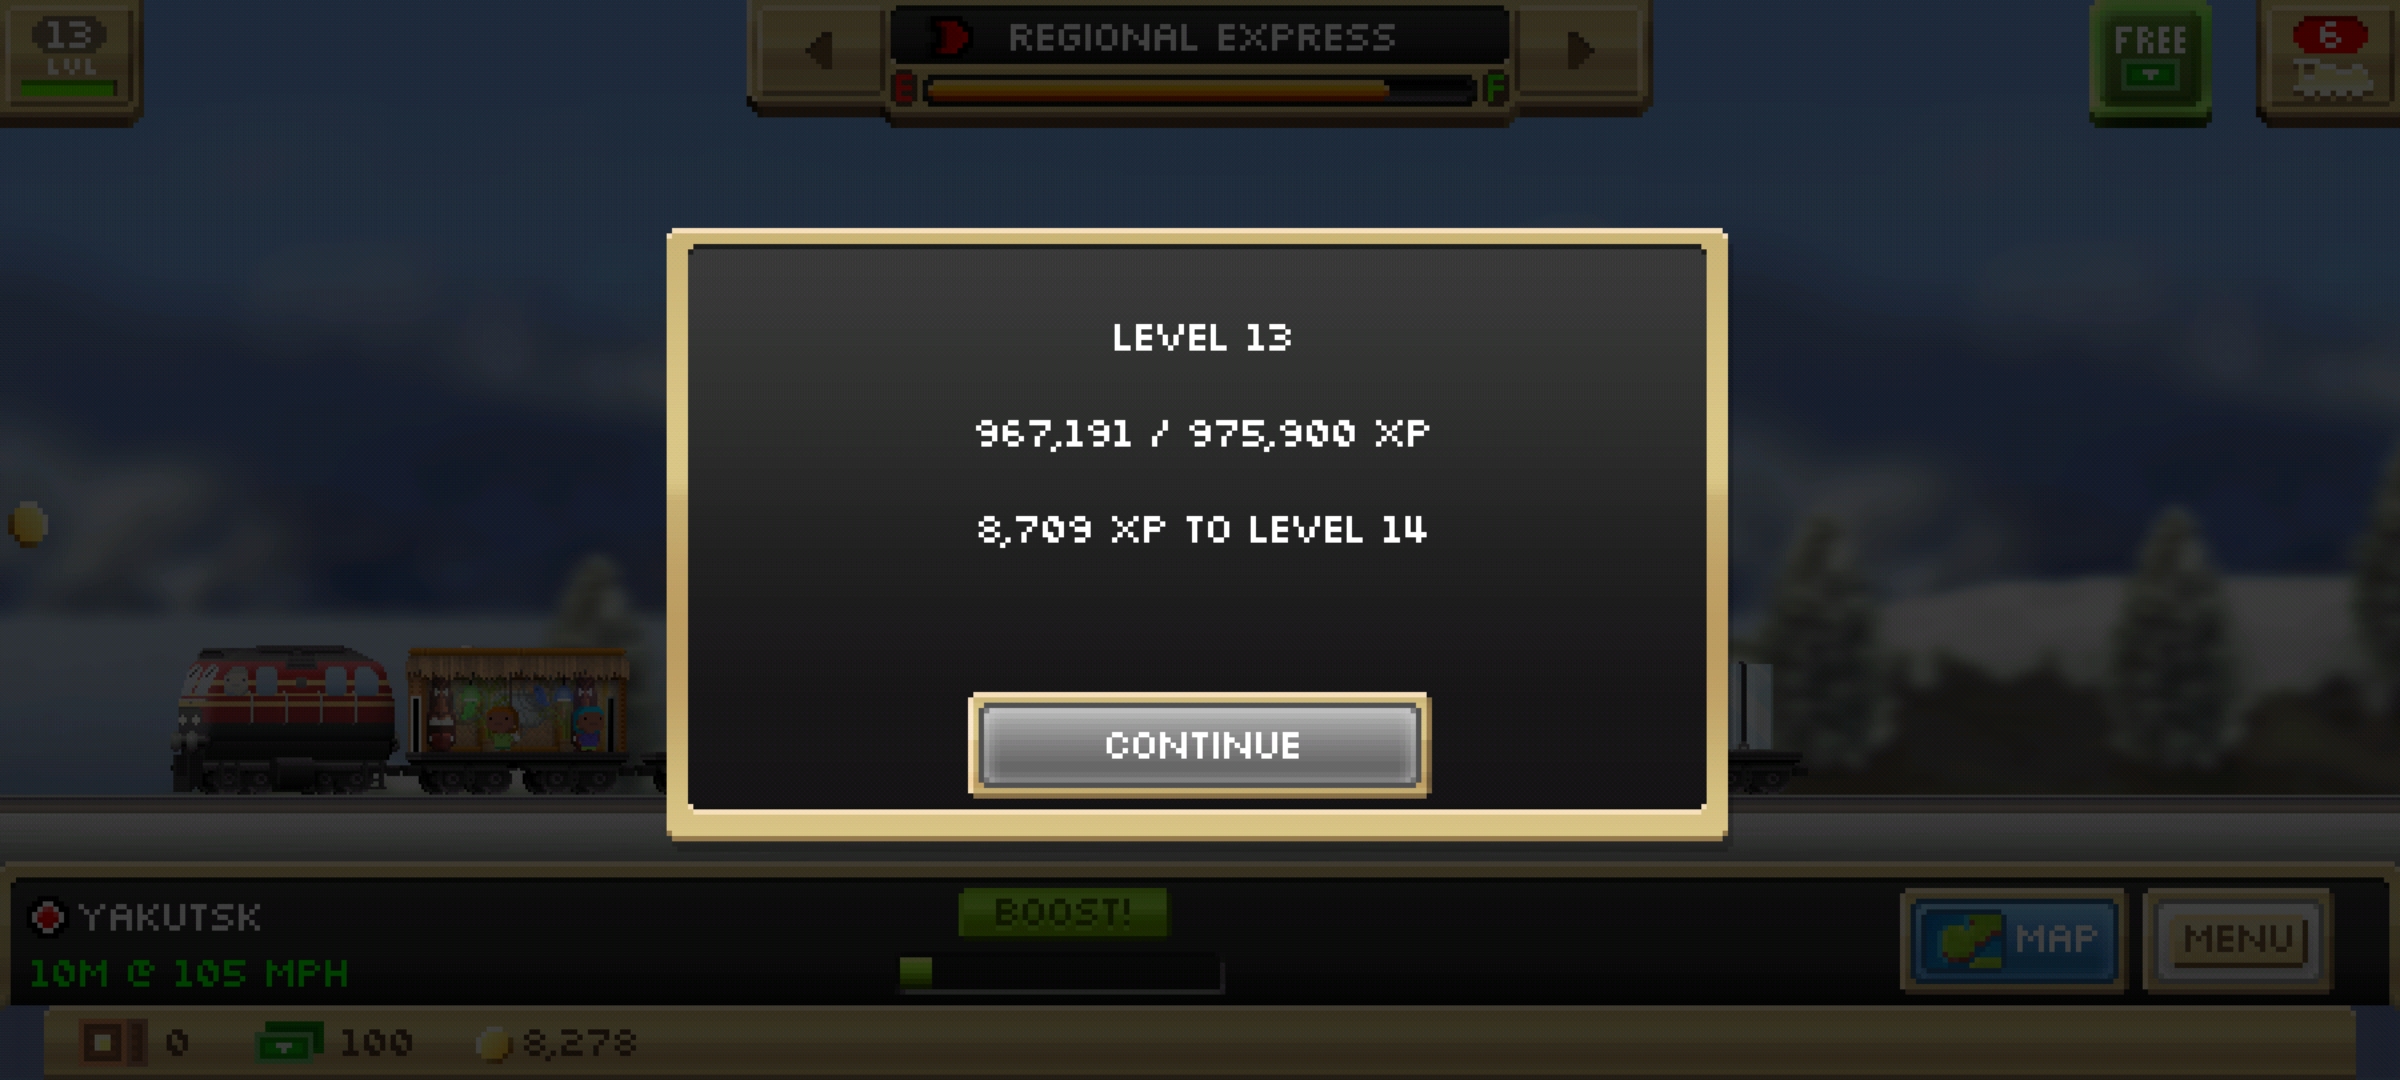 13
LVL
REGIONAL EXPRESS
E F
FREE
6
LEVEL 13
967,191 / 975,900 XP
8,709 XP TO LEVEL 14
CONTINUE
YAKUTSK
10M @ 105 MPH
BOOST!
MAP
MENU
0 100 8,278